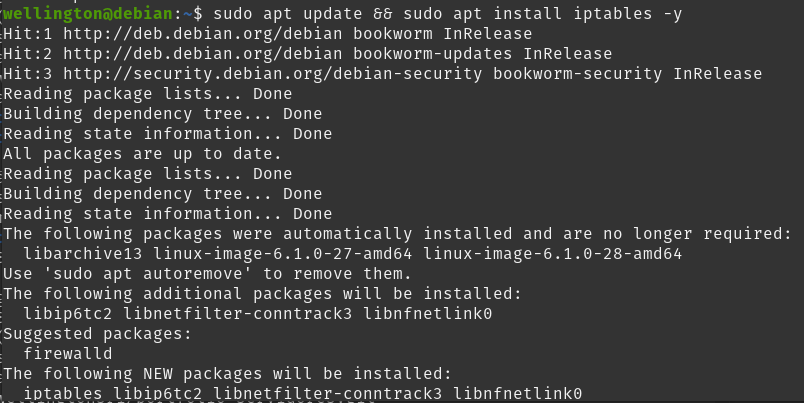 wellington@debian:~$ sudo apt update && sudo apt install iptables -y
Hit:1 http://deb.debian.org/debian bookworm InRelease
Hit:2 http://deb.debian.org/debian bookworm-updates InRelease
Hit:3 http://security.debian.org/debian-security bookworm-security InRelease
Reading package lists... Done
Building dependency tree... Done
Reading state information... Done
All packages are up to date.
Reading package lists... Done
Building dependency tree... Done
Reading state information... Done
The following packages were automatically installed and are no longer required:
  libarchive13 linux-image-6.1.0-27-amd64 linux-image-6.1.0-28-amd64
Use 'sudo apt autoremove' to remove them.
The following additional packages will be installed:
  libip6tc2 libnetfilter-conntrack3 libnfnetlink0
Suggested packages:
  firewalld
The following NEW packages will be installed:
  iptables libip6tc2 libnetfilter-conntrack3 libnfnetlink0